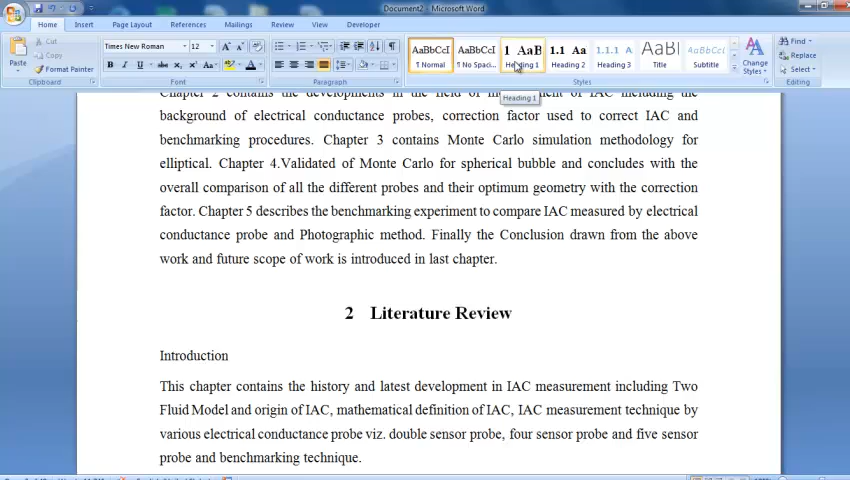 Document2 - Microsoft Word
Home Insert Page Layout References Mailings Review View Developer
Cut
Copy
Format Painter
Paste
Clipboard
Times New Roman 12
Font
Paragraph
AaBbCcI AaBbCcI 1 AaB 1.1 Aa 1.1.1 A AaBl AaBbCcI
¶ Normal ¶ No Spaci... Heading 1 Heading 2 Heading 3 Title Subtitle
Change Styles
Styles
Find
Replace
Select
Editing
Heading 1
background of electrical conductance probes, correction factor used to correct IAC and
benchmarking procedures. Chapter 3 contains Monte Carlo simulation methodology for
elliptical. Chapter 4.Validated of Monte Carlo for spherical bubble and concludes with the
overall comparison of all the different probes and their optimum geometry with the correction
factor. Chapter 5 describes the benchmarking experiment to compare IAC measured by electrical
conductance probe and Photographic method. Finally the Conclusion drawn from the above
work and future scope of work is introduced in last chapter.
2 Literature Review
Introduction
This chapter contains the history and latest development in IAC measurement including Two
Fluid Model and origin of IAC, mathematical definition of IAC, IAC measurement technique by
various electrical conductance probe viz. double sensor probe, four sensor probe and five sensor
probe and benchmarking technique.